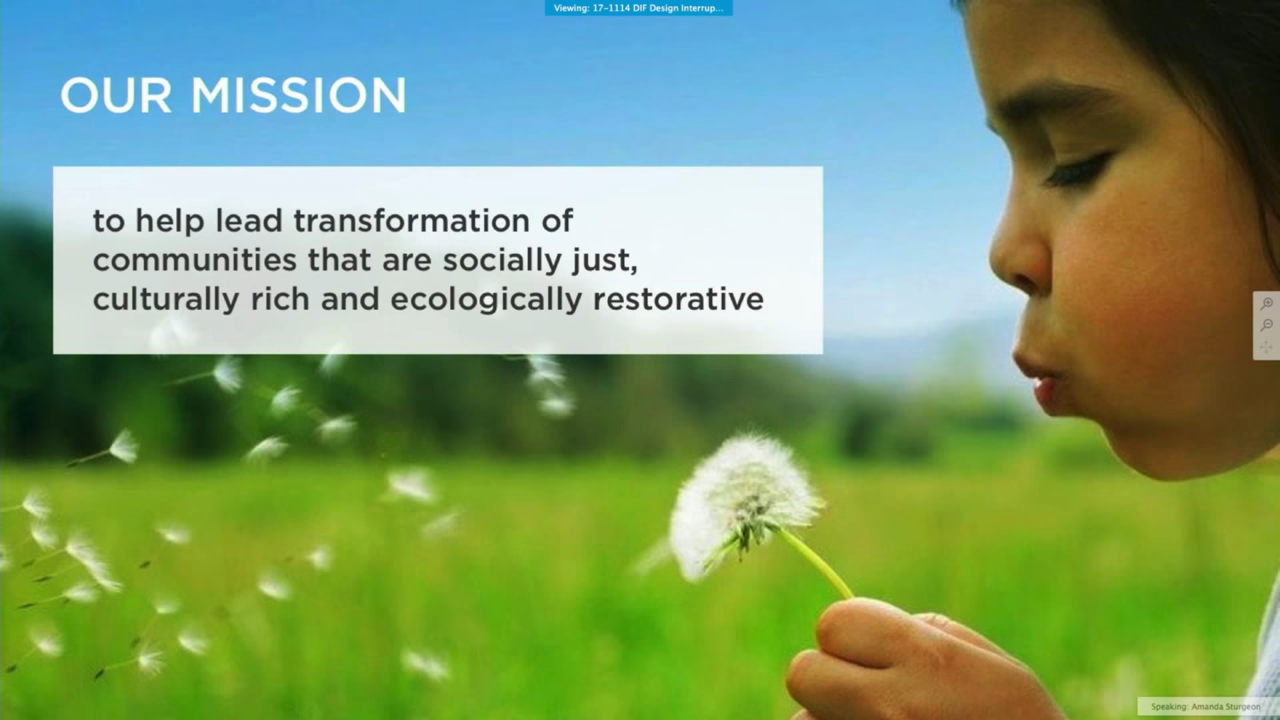 Viewing: 17-1114 DIF Design Interrup...
OUR MISSION
to help lead transformation of
communities that are socially just,
culturally rich and ecologically restorative
Speaking: Amanda Sturgeon